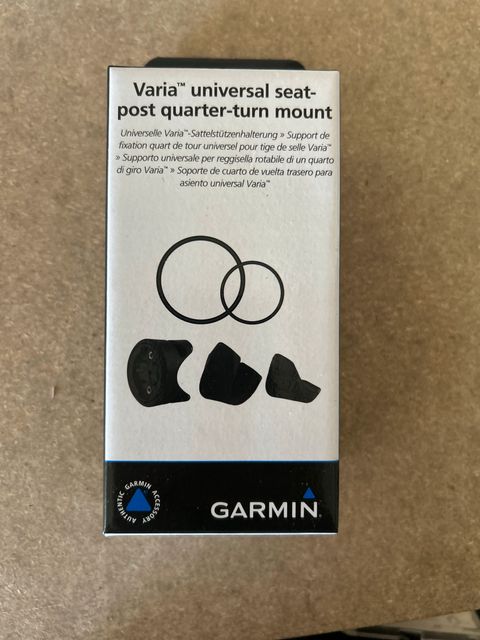 Varia™ universal seat-
post quarter-turn mount
Universelle Varia™-Sattelstützenhalterung » Support de
fixation quart de tour universel pour tige de selle Varia™
» Supporto universale per reggisella rotabile di un quarto
di giro Varia™ » Soporte de cuarto de vuelta trasero para
asiento universal Varia™
AUTHENTIC GARMIN ACCESSORY
GARMIN